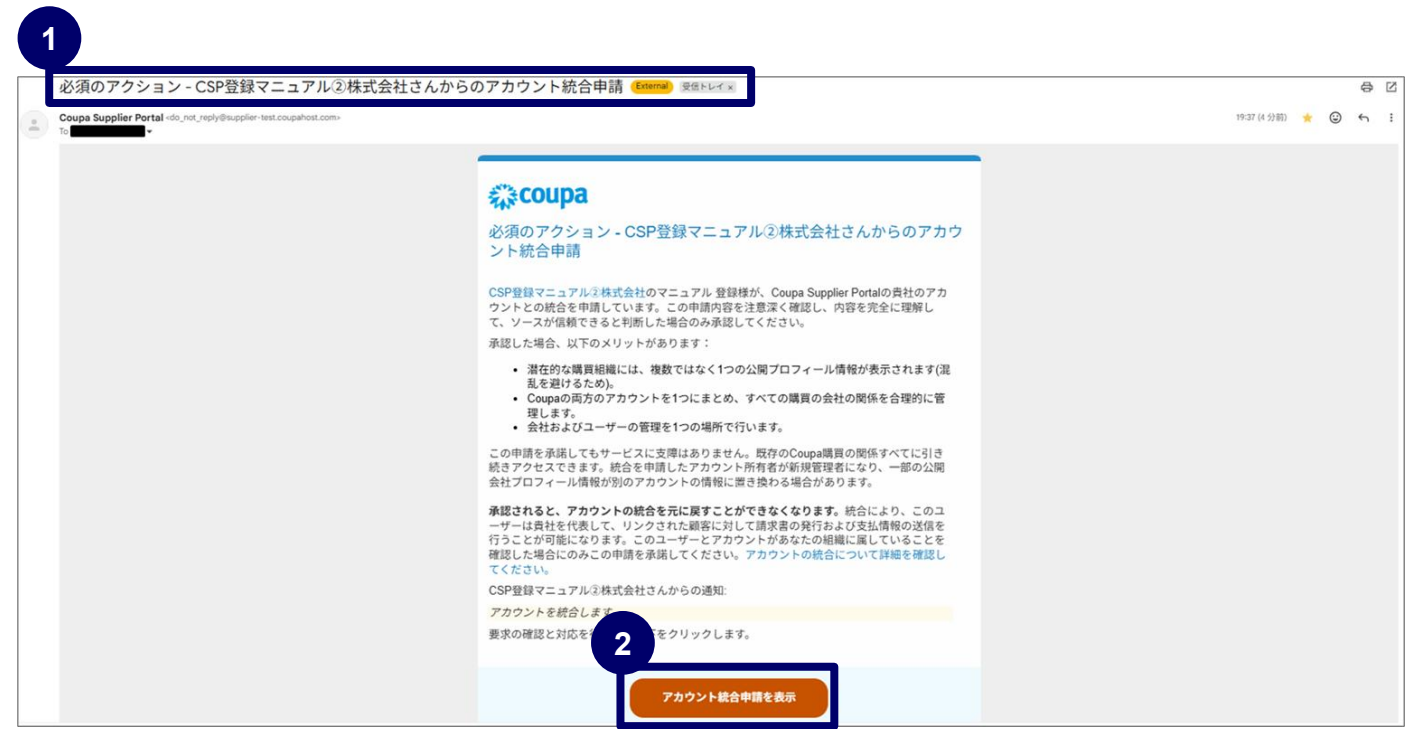 1
必須のアクション - CSP登録マニュアル②株式会社さんからのアカウント統合申請 External 受信トレイ ×
Coupa Supplier Portal <do_not_reply@supplier-test.coupahost.com>
19:37 (4 分前)
To
coupa
必須のアクション - CSP登録マニュアル②株式会社さんからのアカウ
ント統合申請
CSP登録マニュアル②株式会社のマニュアル 登録様が、Coupa Supplier Portalの貴社のアカ
ウントとの統合を申請しています。この申請内容を注意深く確認し、内容を完全に理解し
て、ソースが信頼できると判断した場合のみ承認してください。
承認した場合、以下のメリットがあります：
• 潜在的な購買組織には、複数ではなく1つの公開プロフィール情報が表示されます(混
乱を避けるため)。
• Coupaの両方のアカウントを1つにまとめ、すべての購買の会社の関係を合理的に管
理します。
• 会社およびユーザーの管理を1つの場所で行います。
この申請を承諾してもサービスに支障はありません。既存のCoupa購買の関係すべてに引き
続きアクセスできます。統合を申請したアカウント所有者が新規管理者になり、一部の公開
会社プロフィール情報が別のアカウントの情報に置き換わる場合があります。
承認されると、アカウントの統合を元に戻すことができなくなります。統合により、このユ
ーザーは貴社を代表して、リンクされた顧客に対して請求書の発行および支払情報の送信を
行うことが可能になります。このユーザーとアカウントがあなたの組織に属していることを
確認した場合にのみこの申請を承諾してください。アカウントの統合について詳細を確認し
てください。
CSP登録マニュアル②株式会社さんからの通知:
アカウントを統合します
要求の確認と対応を をクリックします。
2
アカウント統合申請を表示